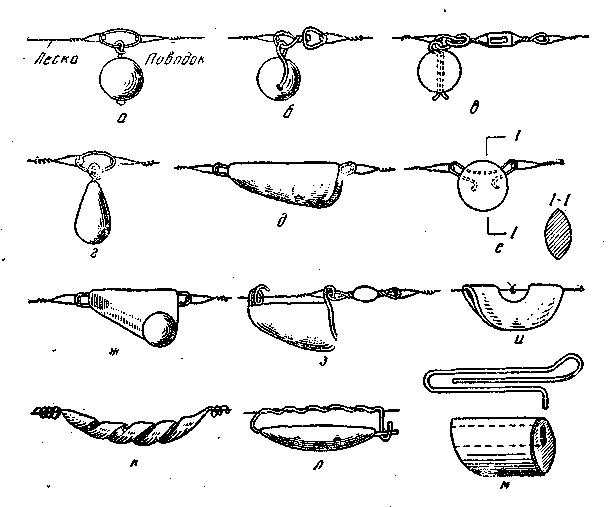 Леска Поводок
а б в
I
г д е
I
I-I
ж з и
к л м